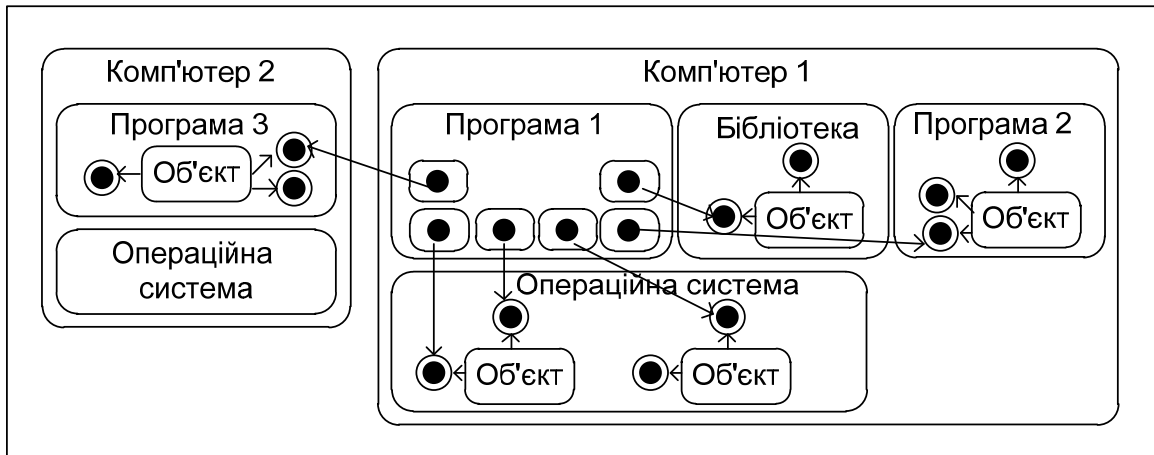 Комп'ютер 2
Програма 3
Об'єкт
Операційна
система
Комп'ютер 1
Програма 1
Бібліотека
Об'єкт
Програма 2
Об'єкт
Операційна система
Об'єкт
Об'єкт